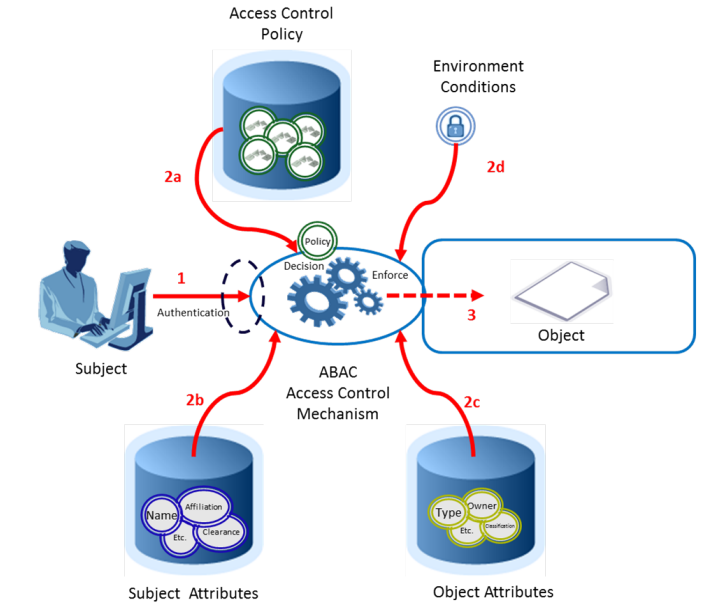 Access Control
Policy
Environment
Conditions
2a
2d
Policy
Decision
Enforce
1
Authentication
3
Object
Subject
ABAC
Access Control
Mechanism
2b
2c
Name
Affiliation
Etc.
Clearance
Type
Owner
Etc.
Classification
Subject Attributes
Object Attributes